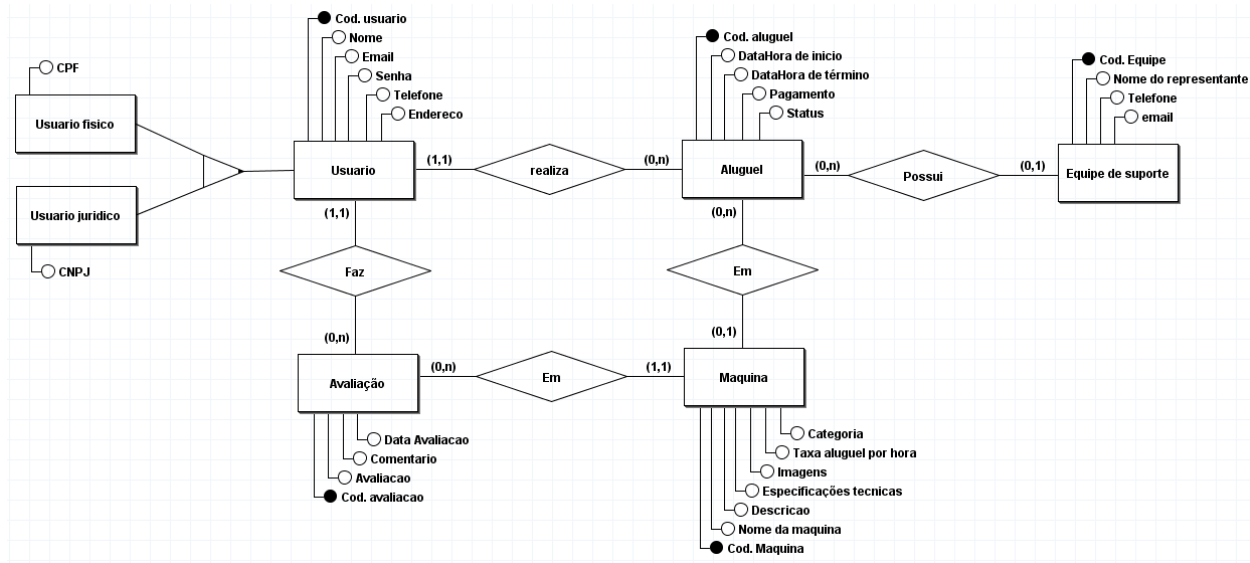 Cod. usuario
Nome
Email
Senha
Telefone
Endereco
Cod. aluguel
DataHora de inicio
DataHora de término
Pagamento
Status
Cod. Equipe
Nome do representante
Telefone
email
CPF
Usuario fisico
Usuario juridico
CNPJ
Usuario
(1,1)
realiza
(0,n)
Aluguel
(0,n)
Possui
(0,1)
Equipe de suporte
(1,1)
Faz
(0,n)
(0,n)
Em
(0,1)
Avaliação
(0,n)
Em
(1,1)
Maquina
Data Avaliacao
Comentario
Avaliacao
Cod. avaliacao
Categoria
Taxa aluguel por hora
Imagens
Especificações tecnicas
Descricao
Nome da maquina
Cod. Maquina